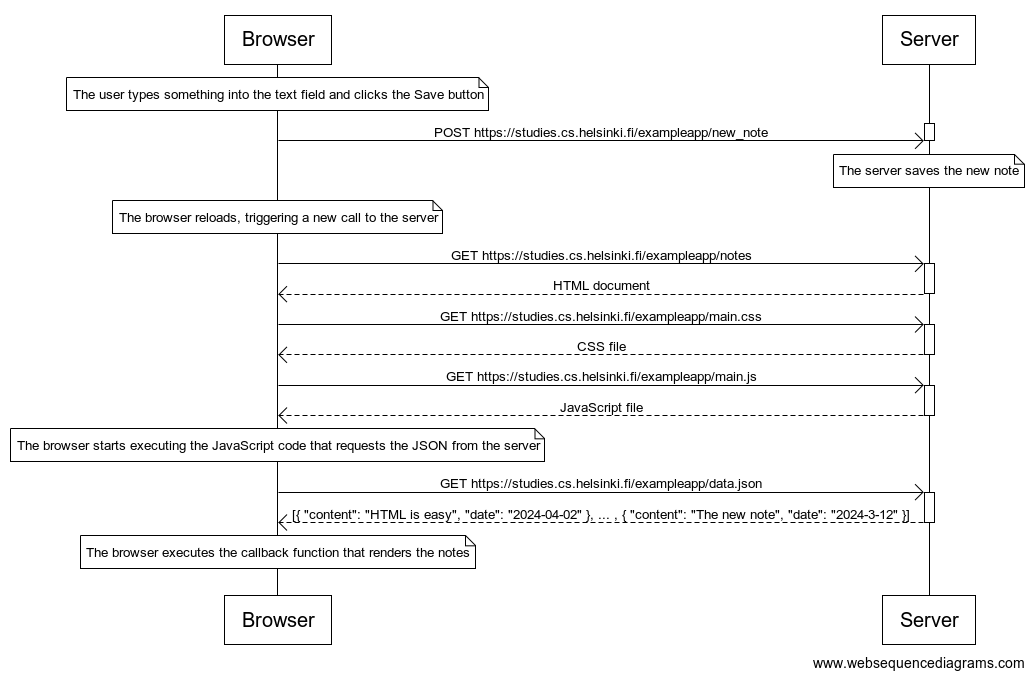 Browser
Server
The user types something into the text field and clicks the Save button
POST https://studies.cs.helsinki.fi/exampleapp/new_note
The server saves the new note
The browser reloads, triggering a new call to the server
GET https://studies.cs.helsinki.fi/exampleapp/notes
HTML document
GET https://studies.cs.helsinki.fi/exampleapp/main.css
CSS file
GET https://studies.cs.helsinki.fi/exampleapp/main.js
JavaScript file
The browser starts executing the JavaScript code that requests the JSON from the server
GET https://studies.cs.helsinki.fi/exampleapp/data.json
[{ "content": "HTML is easy", "date": "2024-04-02" }, ... , { "content": "The new note", "date": "2024-3-12" }]
The browser executes the callback function that renders the notes
Browser
Server
www.websequencediagrams.com